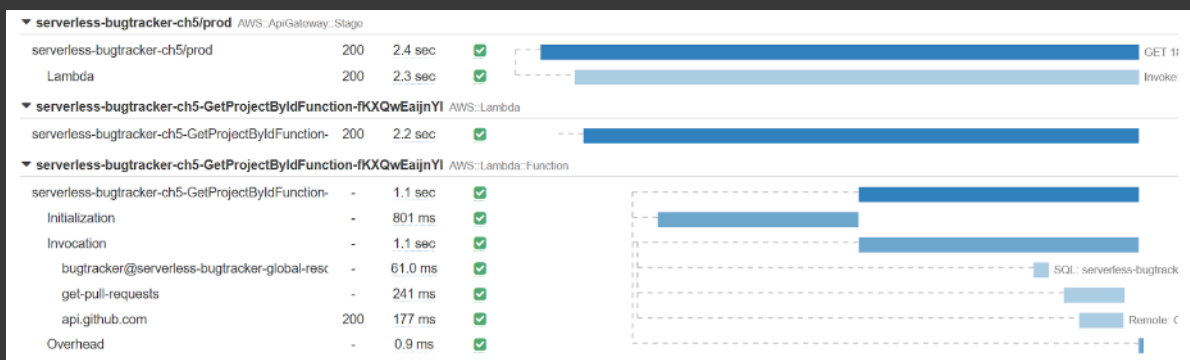 serverless-bugtracker-ch5/prod AWS::ApiGateway::Stage
serverless-bugtracker-ch5/prod 200 2.4 sec GET 18
Lambda 200 2.3 sec Invoke:
serverless-bugtracker-ch5-GetProjectByIdFunction-fKXQwEaijnYI AWS::Lambda
serverless-bugtracker-ch5-GetProjectByIdFunction- 200 2.2 sec
serverless-bugtracker-ch5-GetProjectByIdFunction-fKXQwEaijnYI AWS::Lambda::Function
serverless-bugtracker-ch5-GetProjectByIdFunction- - 1.1 sec
Initialization - 801 ms
Invocation - 1.1 sec
bugtracker@serverless-bugtracker-global-resc - 61.0 ms SQL: serverless-bugtrack
get-pull-requests - 241 ms
api.github.com 200 177 ms Remote:
Overhead - 0.9 ms